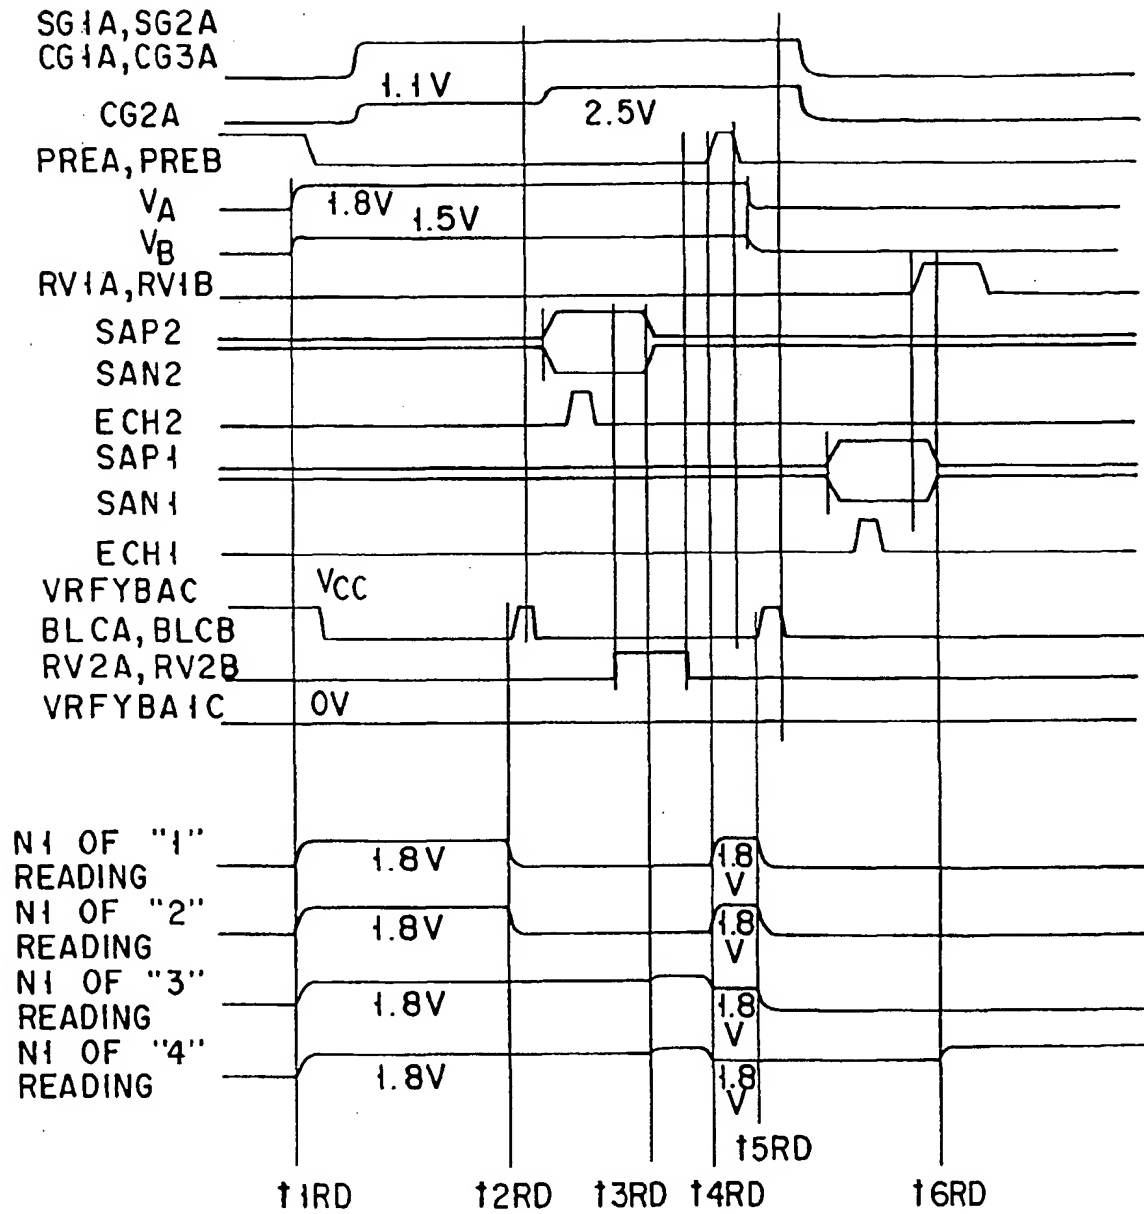 SG1A, SG2A
CG1A, CG3A
1.1V
CG2A
2.5V
PREA, PREB
VA
1.8V
1.5V
VB
RV1A, RV1B
SAP2
SAN2
ECH2
SAP1
SAN1
ECH1
VRFYBAC
VCC
BLCA, BLCB
RV2A, RV2B
VRFYBA1C
0V
N1 OF "1"
READING
1.8V
1.8
V
N1 OF "2"
READING
1.8V
1.8
V
N1 OF "3"
READING
1.8V
1.8
V
N1 OF "4"
READING
1.8V
1.8
V
t5RD
t1RD
t2RD
t3RD
t4RD
t6RD